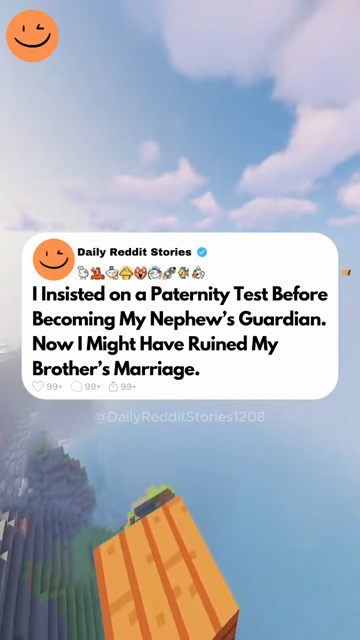 Daily Reddit Stories
I Insisted on a Paternity Test Before
Becoming My Nephew's Guardian.
Now I Might Have Ruined My
Brother's Marriage.
99+ 99+ 99+
@DailyRedditStories1208